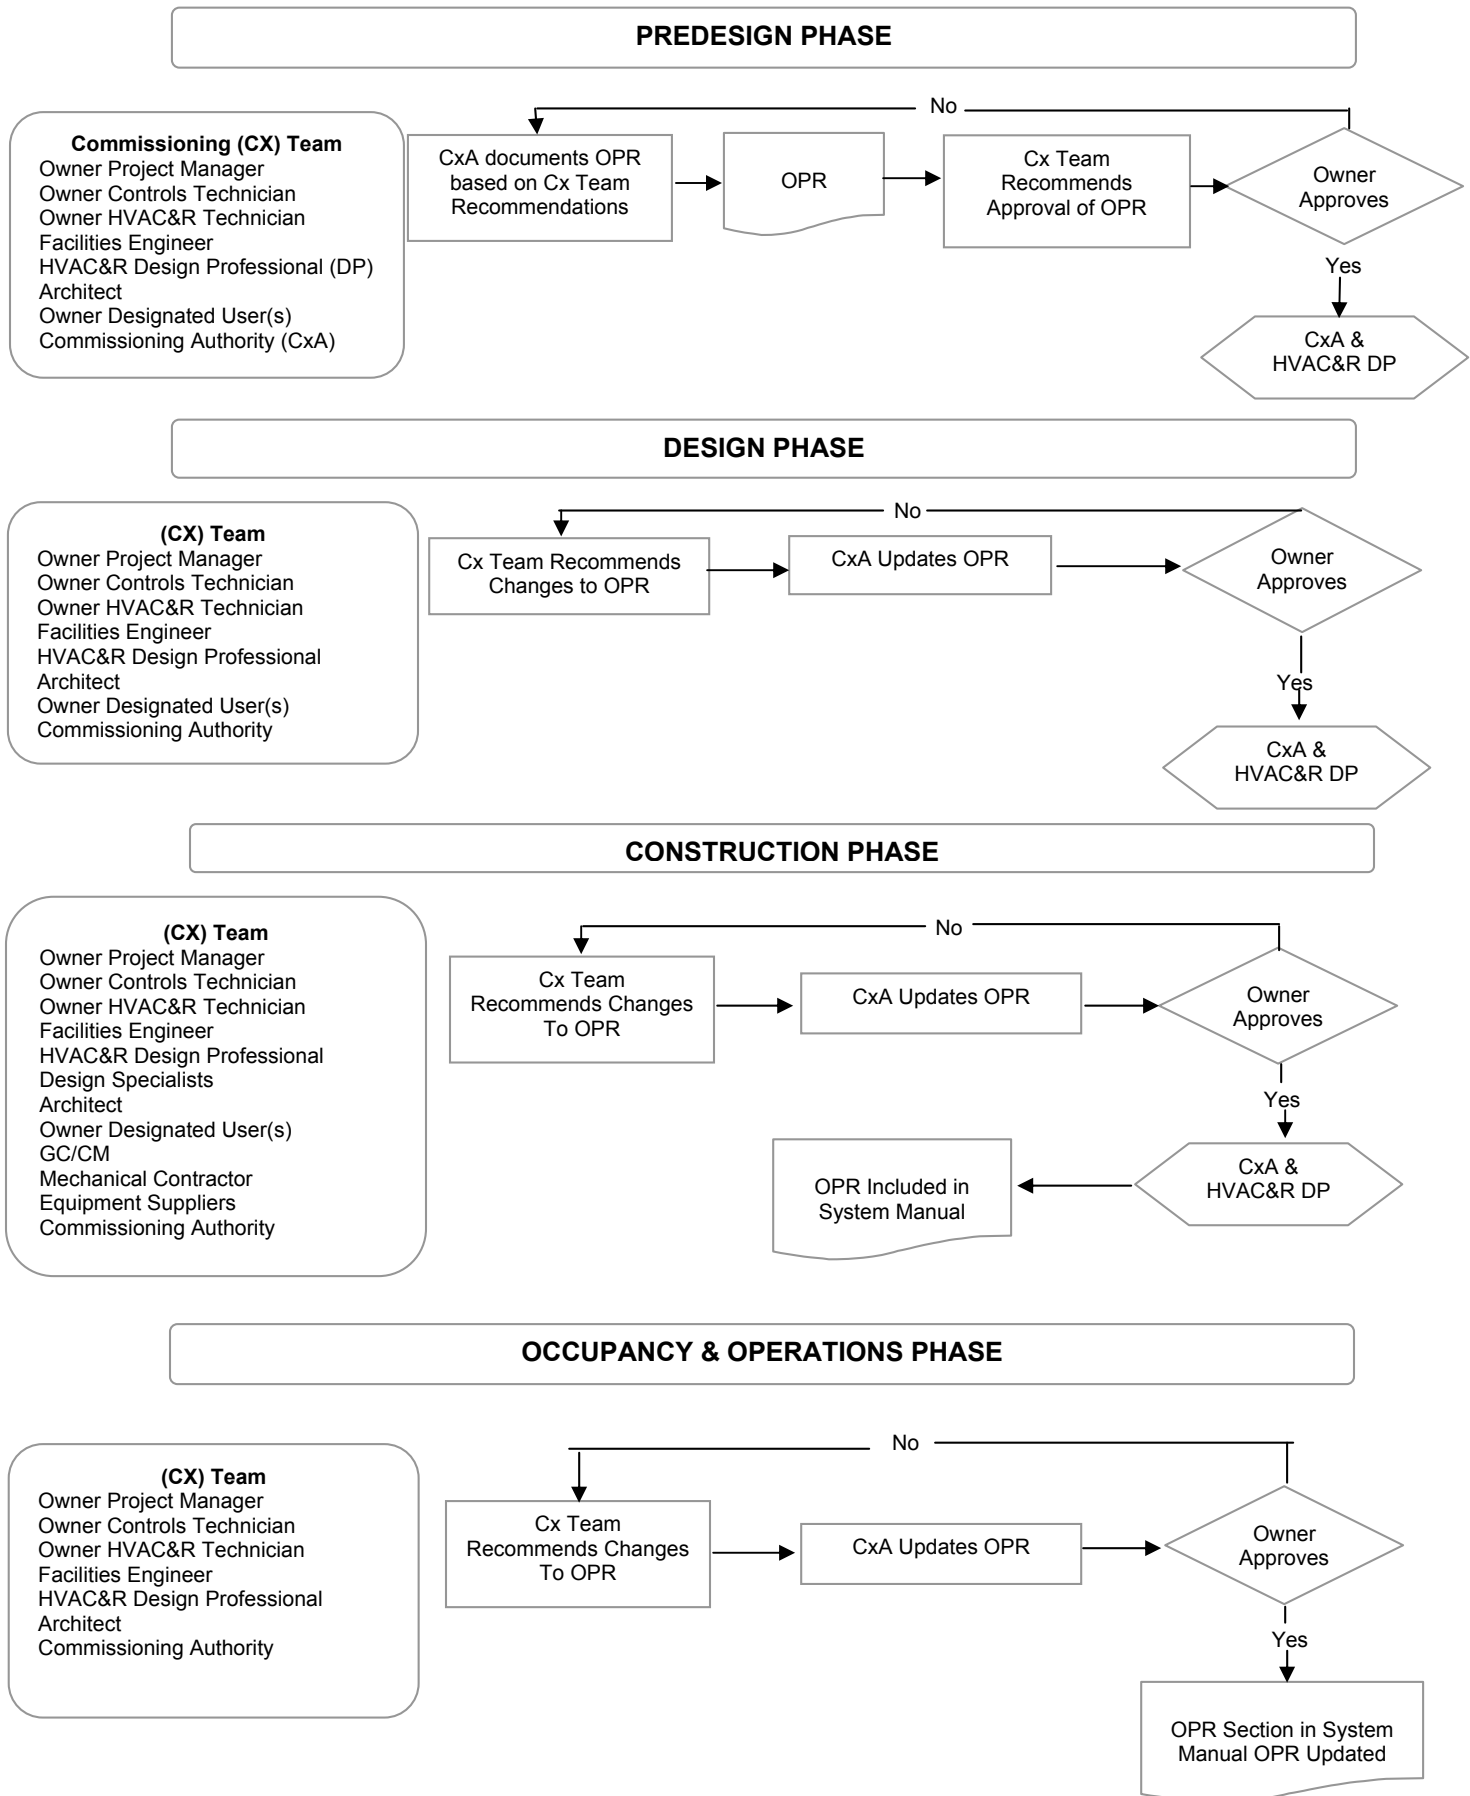 PREDESIGN PHASE
Commissioning (CX) Team
Owner Project Manager
Owner Controls Technician
Owner HVAC&R Technician
Facilities Engineer
HVAC&R Design Professional (DP)
Architect
Owner Designated User(s)
Commissioning Authority (CxA)
No
CxA documents OPR
based on Cx Team
Recommendations
OPR
Cx Team
Recommends
Approval of OPR
Owner
Approves
Yes
CxA &
HVAC&R DP
DESIGN PHASE
(CX) Team
Owner Project Manager
Owner Controls Technician
Owner HVAC&R Technician
Facilities Engineer
HVAC&R Design Professional
Architect
Owner Designated User(s)
Commissioning Authority
No
Cx Team Recommends
Changes to OPR
CxA Updates OPR
Owner
Approves
Yes
CxA &
HVAC&R DP
CONSTRUCTION PHASE
(CX) Team
Owner Project Manager
Owner Controls Technician
Owner HVAC&R Technician
Facilities Engineer
HVAC&R Design Professional
Design Specialists
Architect
Owner Designated User(s)
GC/CM
Mechanical Contractor
Equipment Suppliers
Commissioning Authority
No
Cx Team
Recommends Changes
To OPR
CxA Updates OPR
Owner
Approves
Yes
CxA &
HVAC&R DP
OPR Included in
System Manual
OCCUPANCY & OPERATIONS PHASE
(CX) Team
Owner Project Manager
Owner Controls Technician
Owner HVAC&R Technician
Facilities Engineer
HVAC&R Design Professional
Architect
Commissioning Authority
No
Cx Team
Recommends Changes
To OPR
CxA Updates OPR
Owner
Approves
Yes
OPR Section in System
Manual OPR Updated